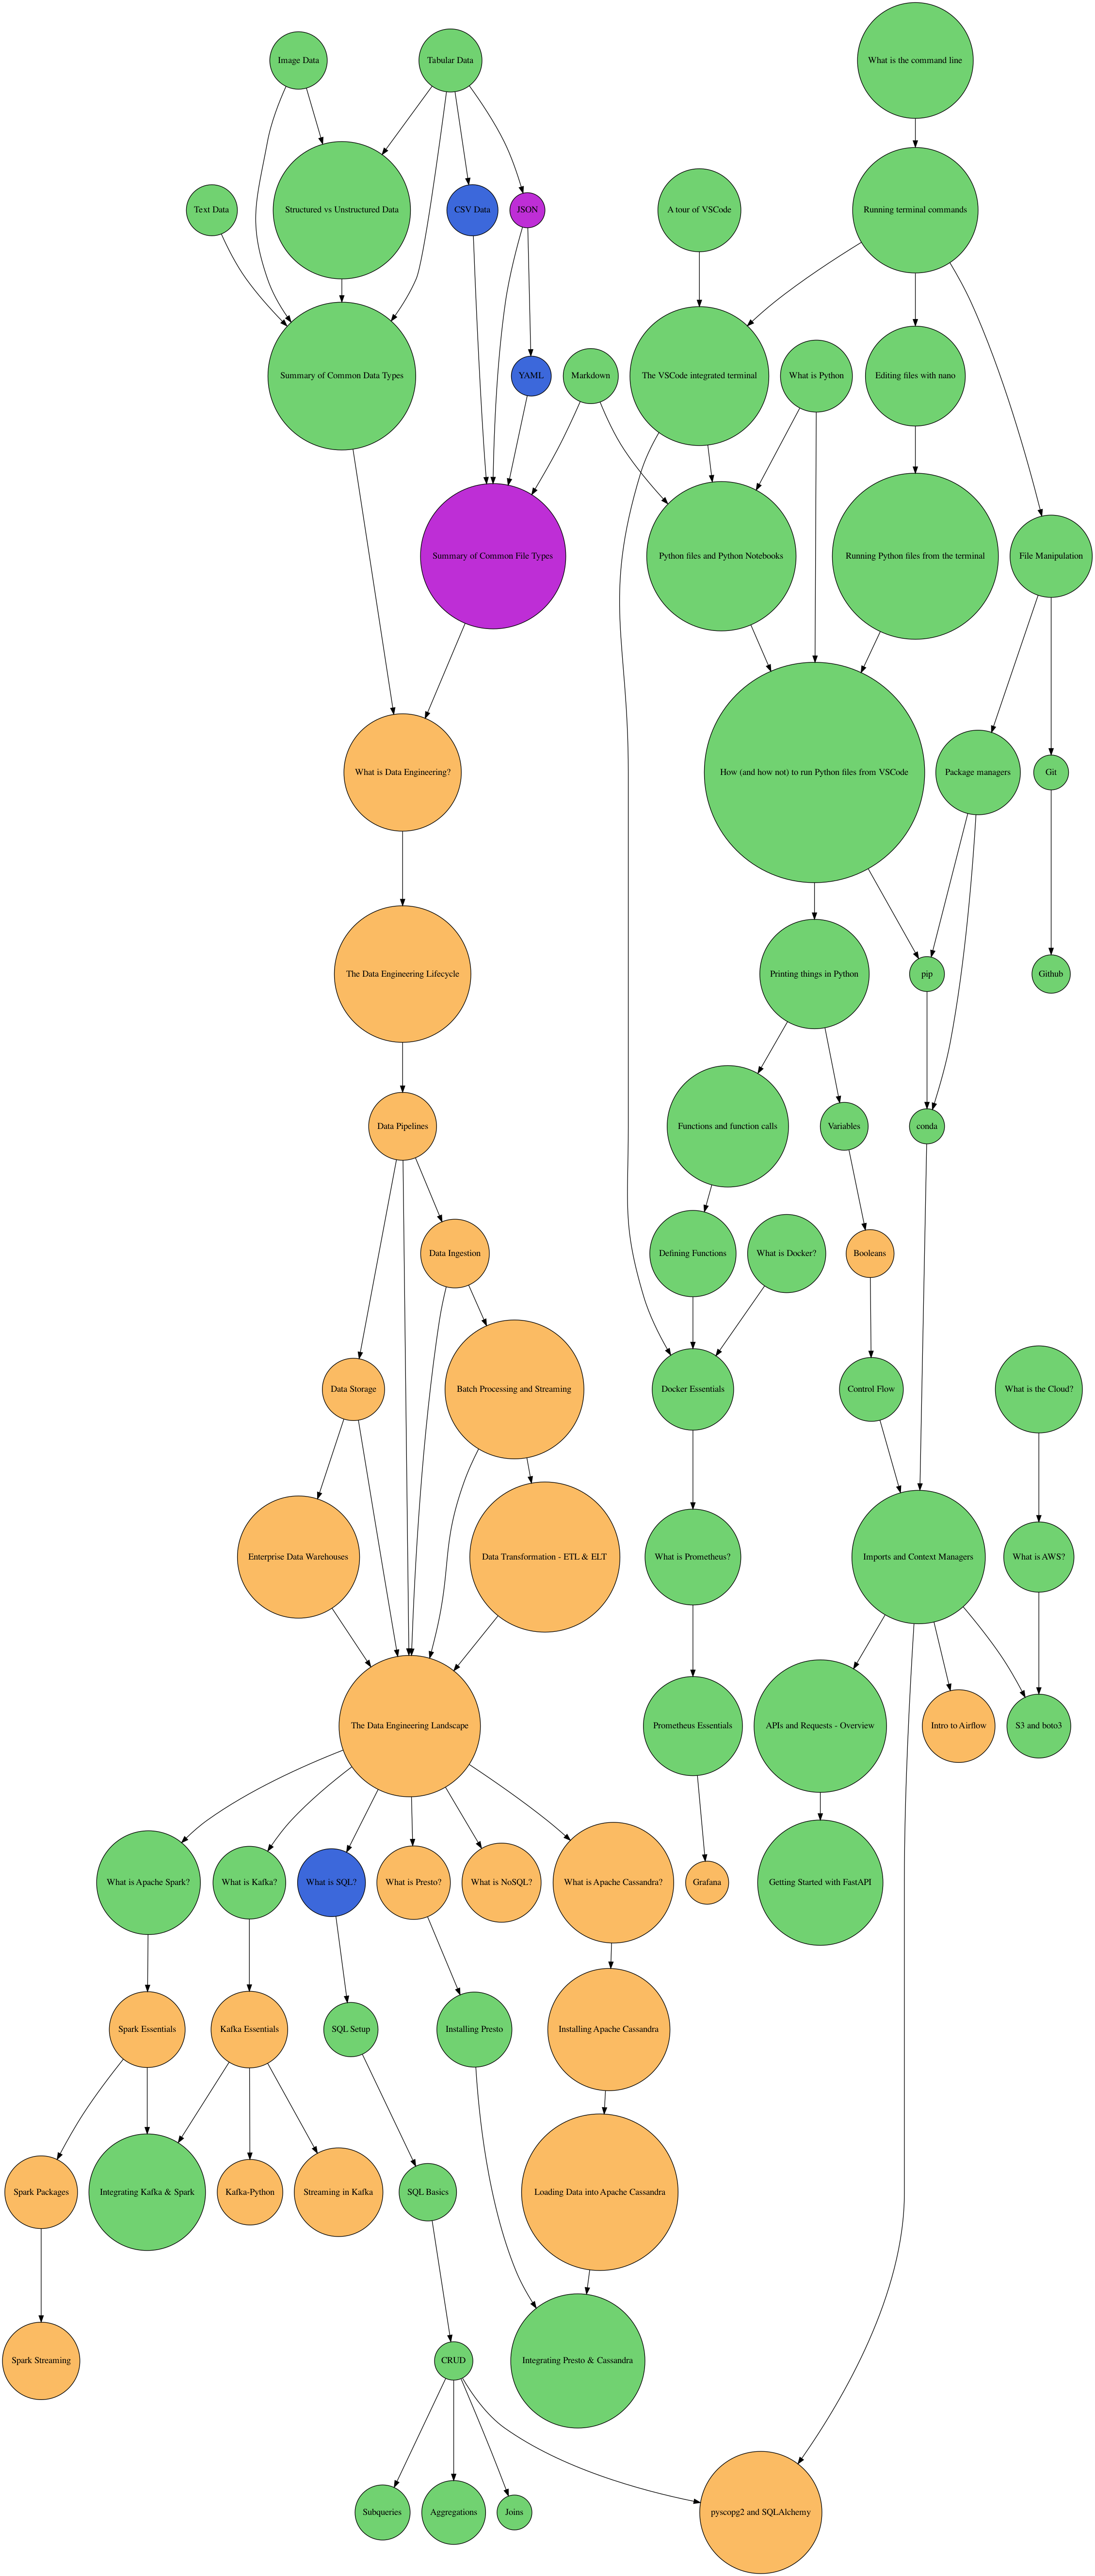 Image Data
Tabular Data
What is the command line
Text Data
Structured vs Unstructured Data
CSV Data
JSON
A tour of VSCode
Running terminal commands
Summary of Common Data Types
YAML
Markdown
The VSCode integrated terminal
What is Python
Editing files with nano
Summary of Common File Types
Python files and Python Notebooks
Running Python files from the terminal
File Manipulation
What is Data Engineering?
How (and how not) to run Python files from VSCode
Package managers
Git
The Data Engineering Lifecycle
Printing things in Python
pip
Github
Data Pipelines
Functions and function calls
Variables
conda
Data Ingestion
Defining Functions
What is Docker?
Booleans
Data Storage
Batch Processing and Streaming
Docker Essentials
Control Flow
What is the Cloud?
Enterprise Data Warehouses
Data Transformation - ETL & ELT
What is Prometheus?
Imports and Context Managers
What is AWS?
The Data Engineering Landscape
Prometheus Essentials
APIs and Requests - Overview
Intro to Airflow
S3 and boto3
What is Apache Spark?
What is Kafka?
What is SQL?
What is Presto?
What is NoSQL?
What is Apache Cassandra?
Grafana
Getting Started with FastAPI
Spark Essentials
Kafka Essentials
SQL Setup
Installing Presto
Installing Apache Cassandra
Spark Packages
Integrating Kafka & Spark
Kafka-Python
Streaming in Kafka
SQL Basics
Loading Data into Apache Cassandra
Spark Streaming
CRUD
Integrating Presto & Cassandra
Subqueries
Aggregations
Joins
pyscopg2 and SQLAlchemy